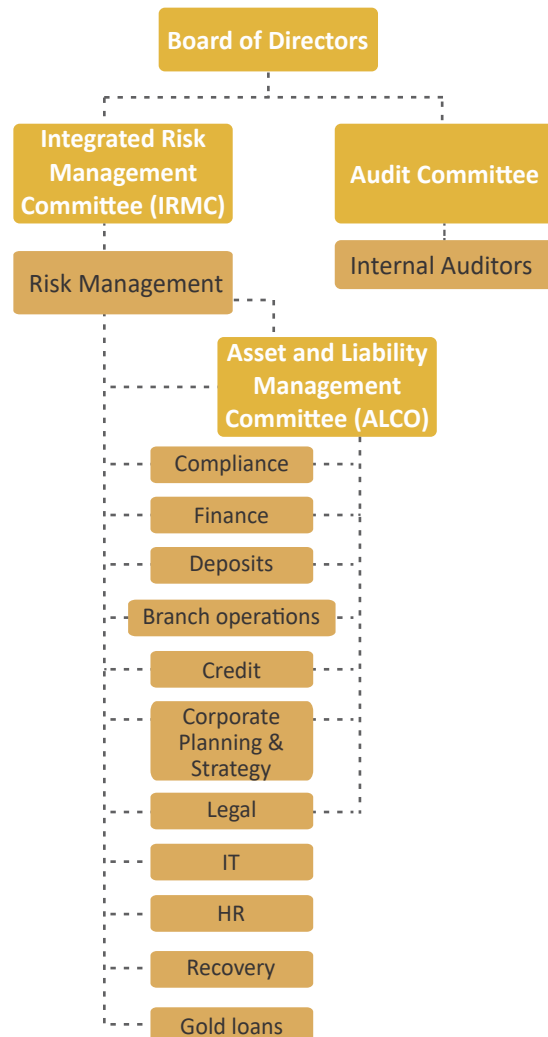 Board of Directors
Integrated Risk
Management
Committee (IRMC)
Audit Committee
Risk Management
Internal Auditors
Asset and Liability
Management
Committee (ALCO)
Compliance
Finance
Deposits
Branch operations
Credit
Corporate
Planning &
Strategy
Legal
IT
HR
Recovery
Gold loans